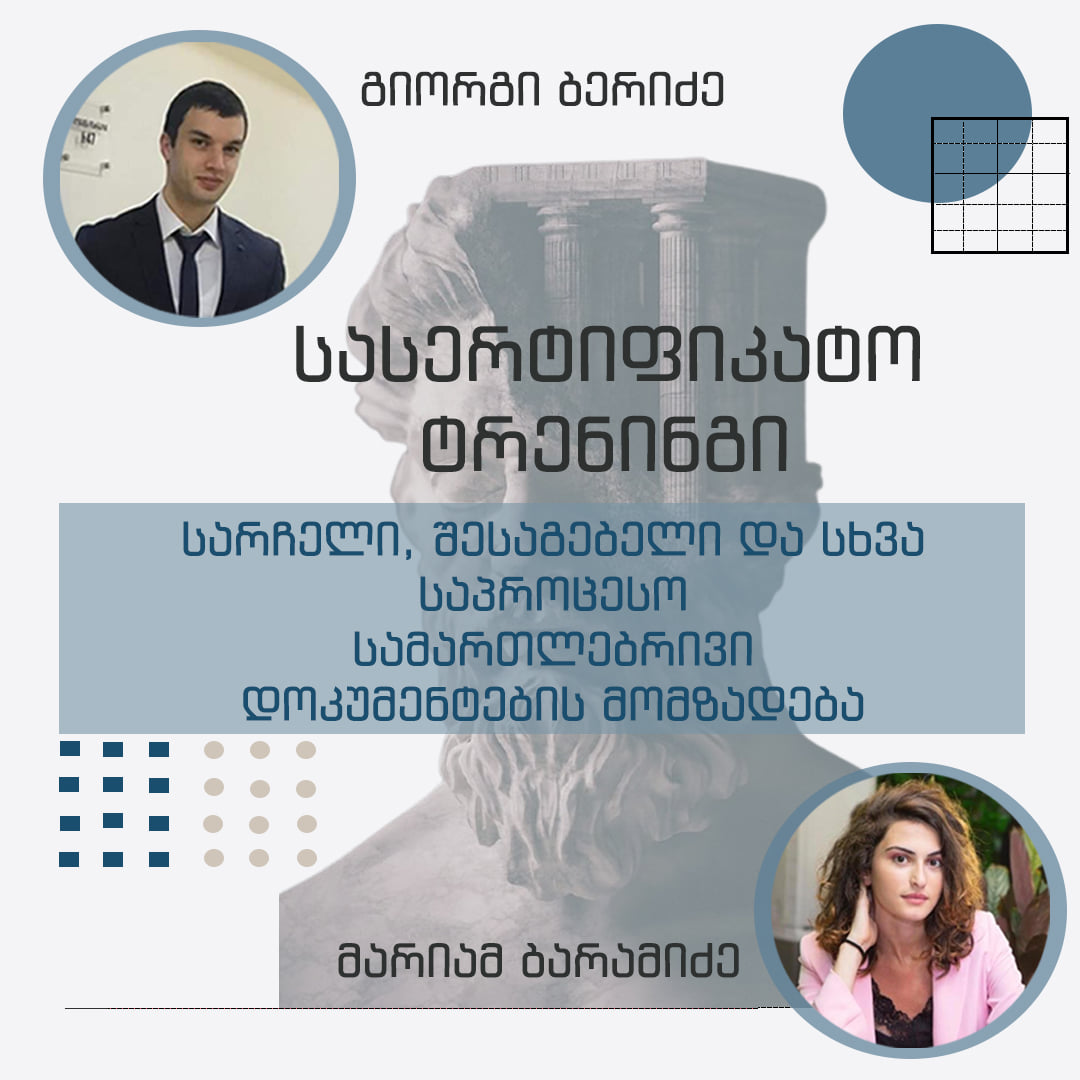 გიორგი ბერიძე
სასერტიფიკატო
ტრენინგი
სარჩელი, შესაგებელი და სხვა
საპროცესო
სამართლებრივი
დოკუმენტების მომზადება
მარიამ ბარამიძე